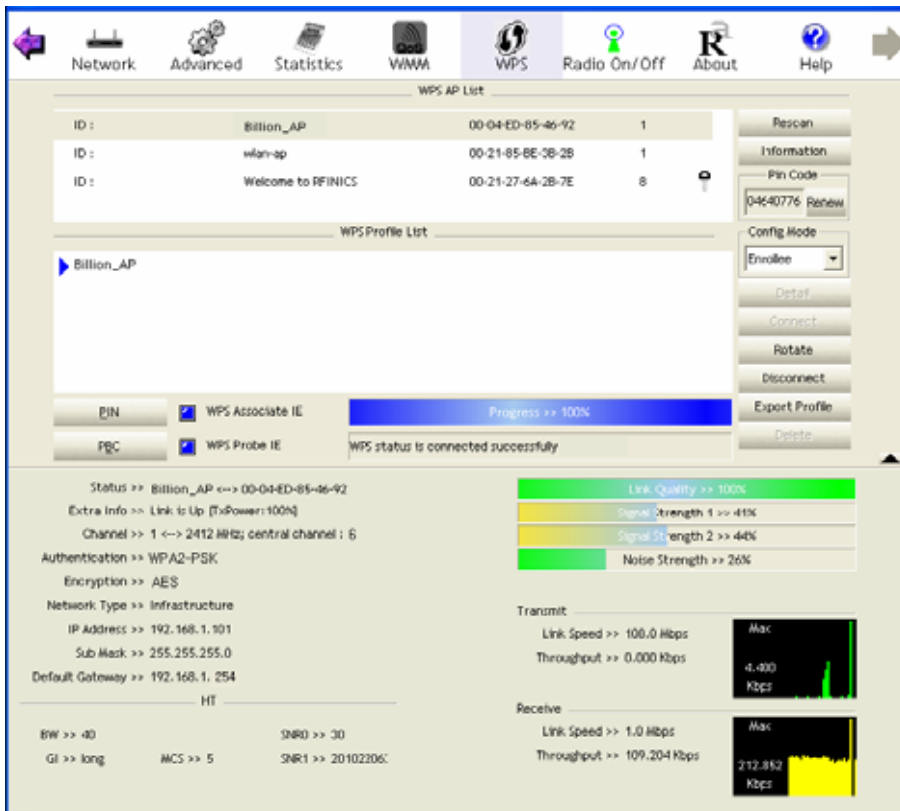 Network Advanced Statistics QoS WMM WPS Radio On/Off About Help
WPS AP List
ID : Billion_AP 00-04-ED-85-46-92 1
ID : wlan-ap 00-21-85-BE-3B-2B 1
ID : Welcome to RFINICS 00-21-27-6A-2B-7E 8
Rescan
Information
Pin Code
04640776 Renew
Config Mode
Enrollee
Detail
Connect
Rotate
Disconnect
Export Profile
Delete
WPS Profile List
Billion_AP
PIN WPS Associate IE Progress >> 100%
PBC WPS Probe IE WPS status is connected successfully
Status >> Billion_AP <--> 00-04-ED-85-46-92
Extra Info >> Link is Up [TxPower:100%]
Channel >> 1 <--> 2412 MHz; central channel : 6
Authentication >> WPA2-PSK
Encryption >> AES
Network Type >> Infrastructure
IP Address >> 192.168.1.101
Sub Mask >> 255.255.255.0
Default Gateway >> 192.168.1. 254
HT
BW >> 40 SNR0 >> 30
GI >> long MCS >> 5 SNR1 >> 20102206
Link Quality >> 100%
Signal Strength 1 >> 41%
Signal Strength 2 >> 44%
Noise Strength >> 26%
Transmit
Link Speed >> 108.0 Mbps
Throughput >> 0.000 Kbps
Max
4.400
Kbps
Receive
Link Speed >> 1.0 Mbps
Throughput >> 109.204 Kbps
Max
212.852
Kbps